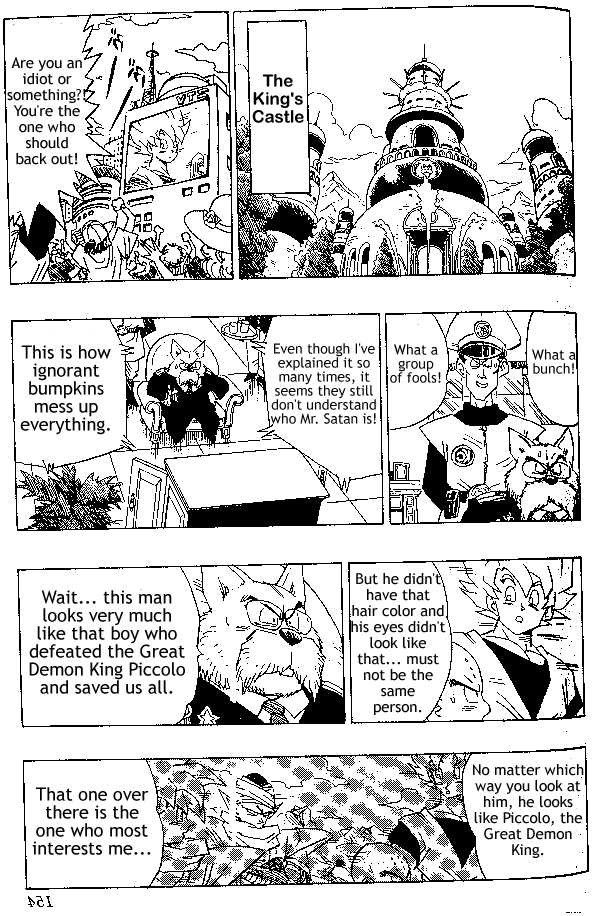 Are you an
idiot or
something?!
You're the
one who
should
back out!
VTS
The
King's
Castle
This is how
ignorant
bumpkins
mess up
everything.
Even though I've
explained it so
many times, it
seems they still
don't understand
who Mr. Satan is!
What a
group
of fools!
What a
bunch!
Wait... this man
looks very much
like that boy who
defeated the Great
Demon King Piccolo
and saved us all.
But he didn't
have that
hair color and
his eyes didn't
look like
that... must
not be the
same
person.
That one over
there is the
one who most
interests me...
No matter which
way you look at
him, he looks
like Piccolo, the
Great Demon
King.
154